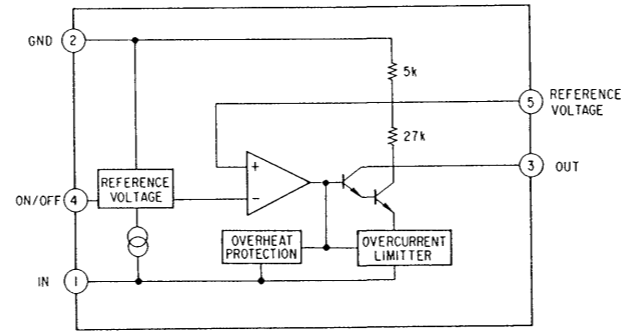 GND 2
5k
5 REFERENCE
VOLTAGE
27k
+
3 OUT
REFERENCE
VOLTAGE
ON/OFF 4
−
OVERHEAT
PROTECTION
OVERCURRENT
LIMITTER
IN 1